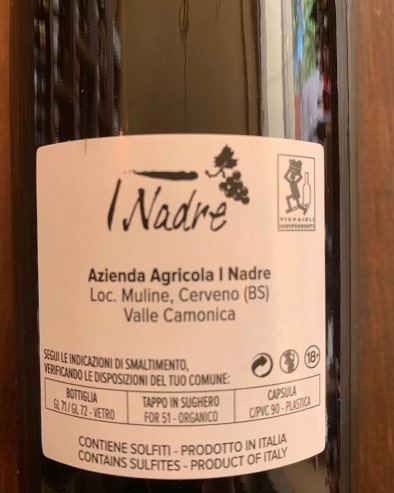 I Nadre
VIGNAIOLI
INDIPENDENTI
Azienda Agricola I Nadre
Loc. Muline, Cerveno (BS)
Valle Camonica
SEGUI LE INDICAZIONI DI SMALTIMENTO,
VERIFICANDO LE DISPOSIZIONI DEL TUO COMUNE:
18+
BOTTIGLIA
GL 71 / GL 72 - VETRO
TAPPO IN SUGHERO
FOR 51 - ORGANICO
CAPSULA
C/PVC 90 - PLASTICA
CONTIENE SOLFITI - PRODOTTO IN ITALIA
CONTAINS SULFITES - PRODUCT OF ITALY